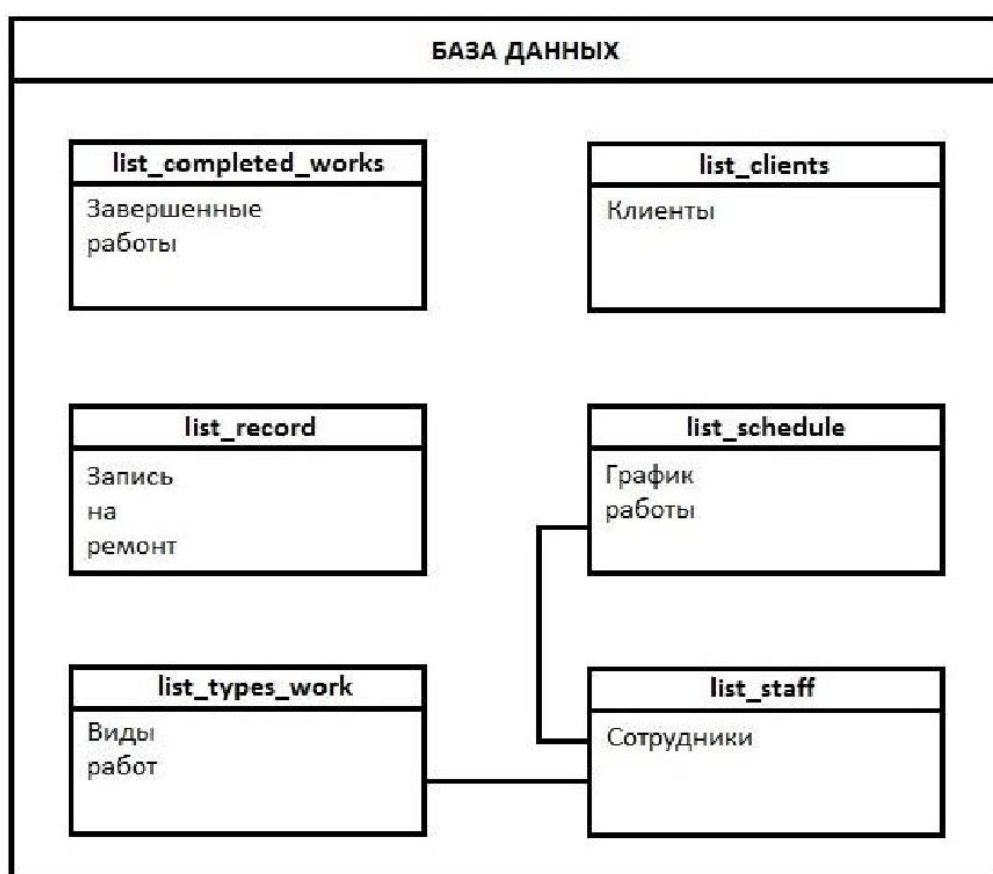 БАЗА ДАННЫХ
list_completed_works
Завершенные
работы
list_clients
Клиенты
list_record
Запись
на
ремонт
list_schedule
График
работы
list_types_work
Виды
работ
list_staff
Сотрудники